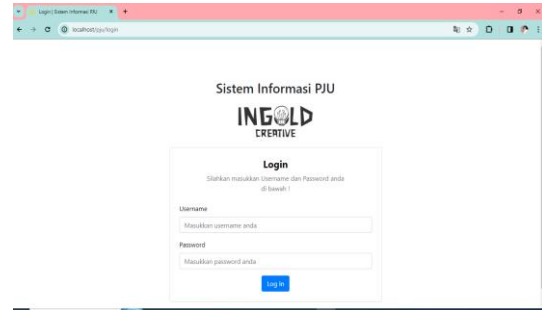 Login | Sistem Informasi PJU
localhost/pju/login
Sistem Informasi PJU
INGOLD
CREATIVE
Login
Silahkan masukkan Username dan Password anda
di bawah !
Username
Masukkan username anda
Password
Masukkan password anda
Log In